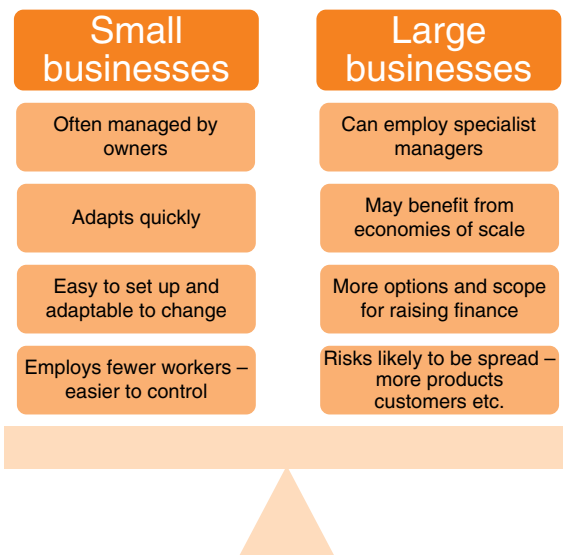 Small
businesses
Often managed by
owners
Adapts quickly
Easy to set up and
adaptable to change
Employs fewer workers –
easier to control
Large
businesses
Can employ specialist
managers
May benefit from
economies of scale
More options and scope
for raising finance
Risks likely to be spread –
more products
customers etc.